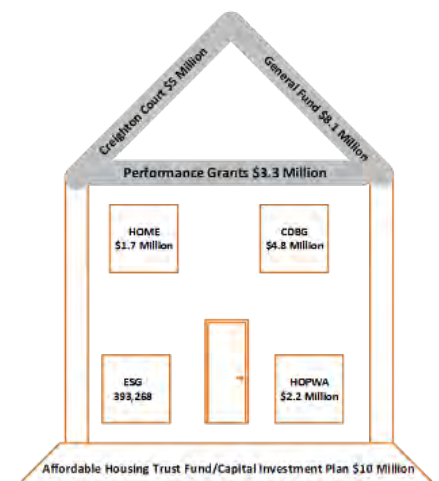 Creighton Court $5 Million
General Fund $8.1 Million
Performance Grants $3.3 Million
HOME
$1.7 Million
CDBG
$4.8 Million
ESG
393,268
HOPWA
$2.2 Million
Affordable Housing Trust Fund/Capital Investment Plan $10 Million